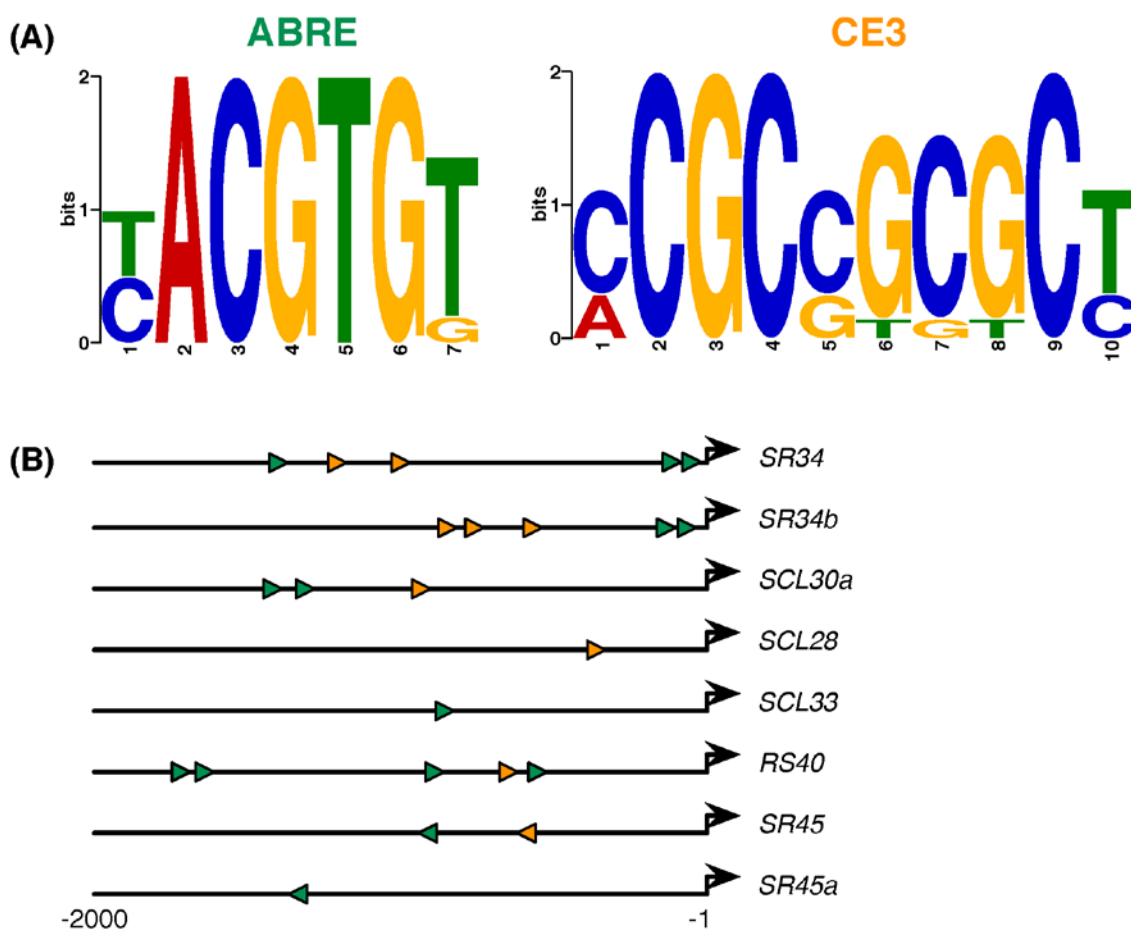 (A)
ABRE
CE3
2
1
0
bits
T
C
A
C
G
T
G
T
G
1 2 3 4 5 6 7
2
1
0
bits
C
A
C
G
C
C
G
G
T
C
G
G
T
C
T
C
1 2 3 4 5 6 7 8 9 10
(B)
SR34
SR34b
SCL30a
SCL28
SCL33
RS40
SR45
SR45a
-2000
-1